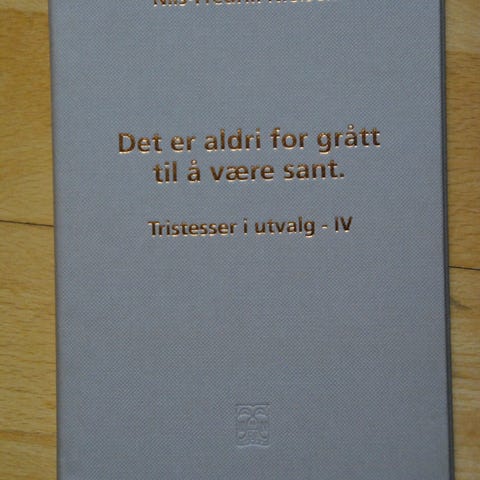 Det er aldri for grått
til å være sant.
Tristesser i utvalg - IV